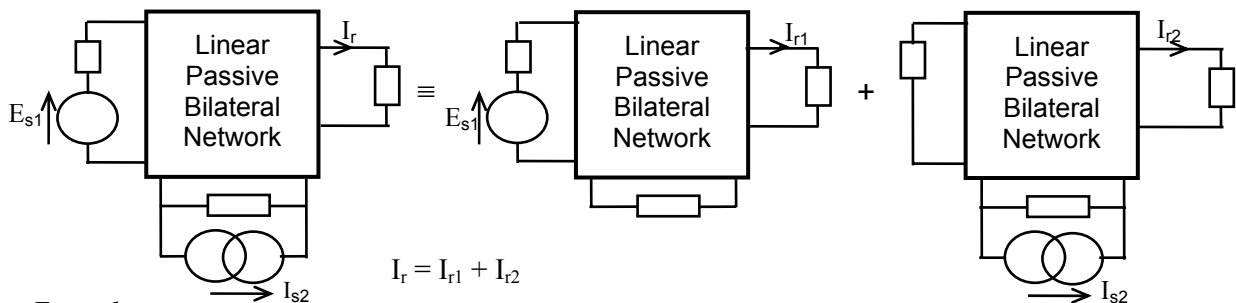 I_r
Linear
Passive
Bilateral
Network
E_s1
I_s2
≡
I_r1
Linear
Passive
Bilateral
Network
E_s1
+
I_r2
Linear
Passive
Bilateral
Network
I_s2
I_r = I_r1 + I_r2